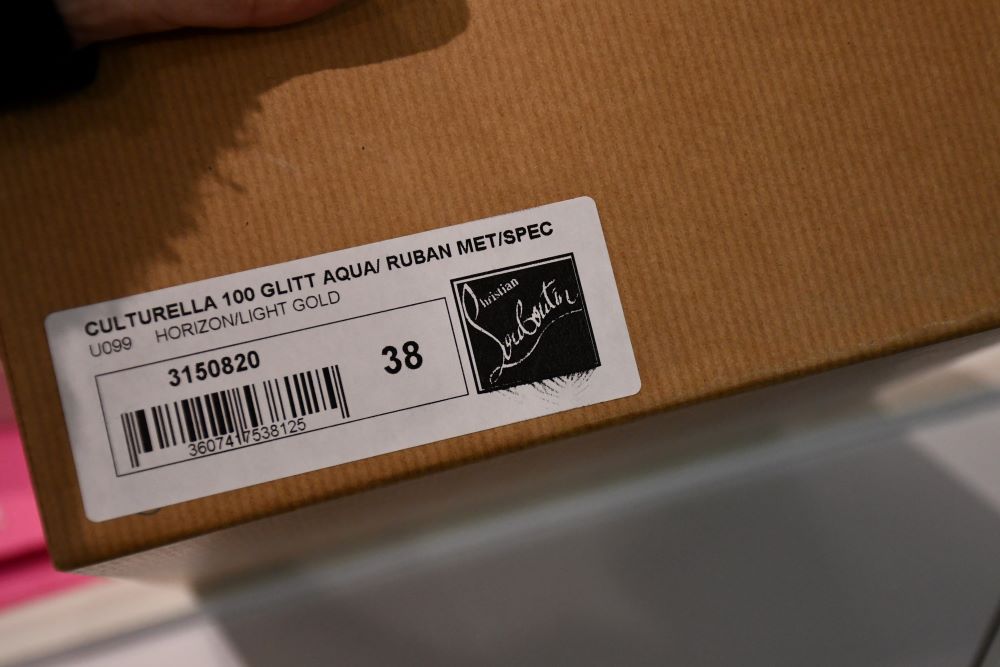 CULTURELLA 100 GLITT AQUA/ RUBAN MET/SPEC
U099 HORIZON/LIGHT GOLD
3150820
38
3607417538125
Christian
Louboutin